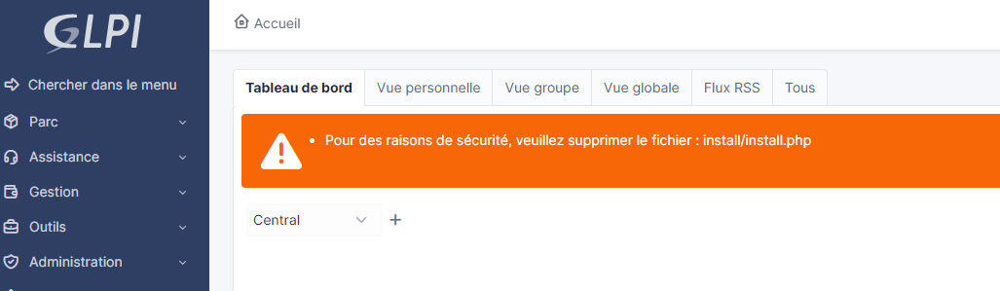 GLPI
Accueil
Chercher dans le menu
Parc
Assistance
Gestion
Outils
Administration
Tableau de bord
Vue personnelle
Vue groupe
Vue globale
Flux RSS
Tous
Pour des raisons de sécurité, veuillez supprimer le fichier : install/install.php
Central